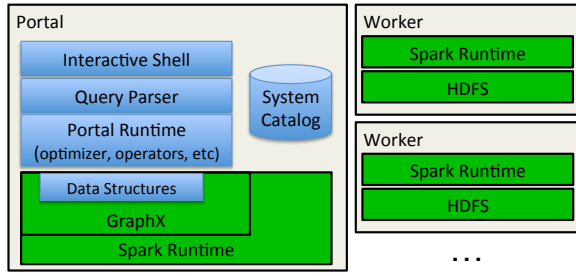 Portal
Interactive Shell
Query Parser
Portal Runtime
(optimizer, operators, etc)
System
Catalog
Data Structures
GraphX
Spark Runtime
Worker
Spark Runtime
HDFS
Worker
Spark Runtime
HDFS
...